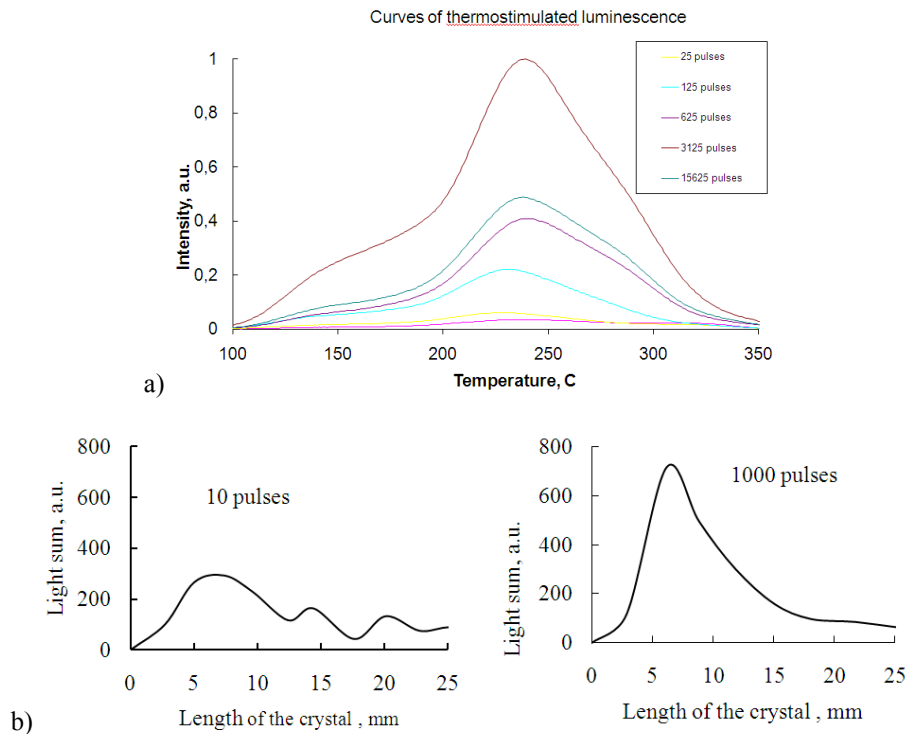 Curves of thermostimulated luminescence
1
0,8
0,6
0,4
0,2
0
Intensity, a.u.
100
150
200
250
300
350
Temperature, C
25 pulses
125 pulses
625 pulses
3125 pulses
15625 pulses
a)
800
600
400
200
0
Light sum, a.u.
10 pulses
0 5 10 15 20 25
Length of the crystal , mm
800
600
400
200
0
Light sum, a.u.
1000 pulses
0 5 10 15 20 25
Length of the crystal , mm
b)